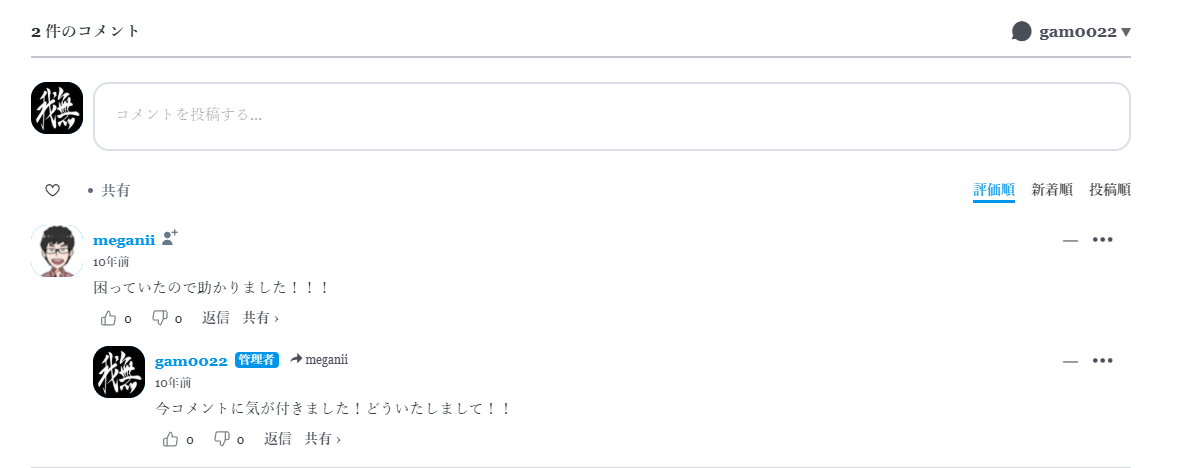 2 件のコメント
gam0022 ▼
我無
コメントを投稿する...
• 共有
評価順 新着順 投稿順
meganii
10年前
困っていたので助かりました！！！
0 0 返信 共有 ›
我無
gam0022 管理者 meganii
10年前
今コメントに気が付きました！どういたしまして！！
0 0 返信 共有 ›